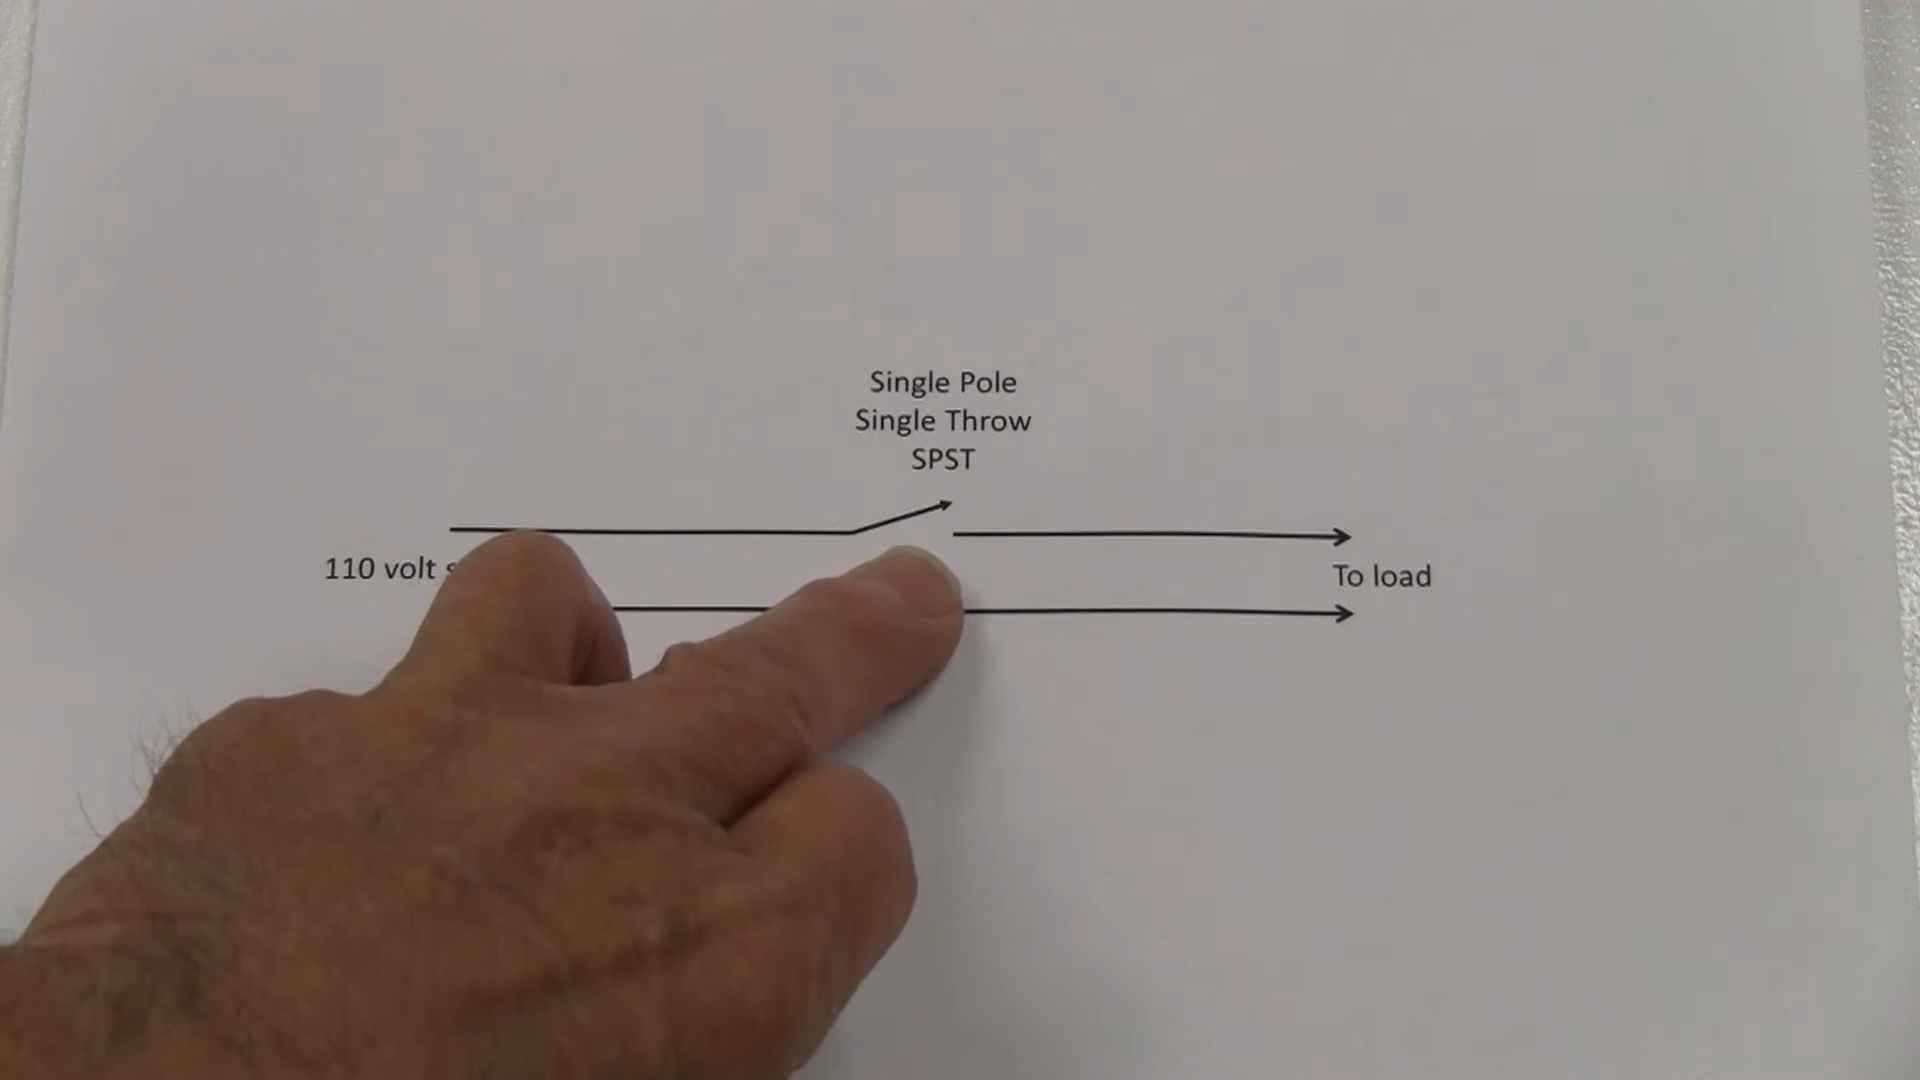 Single Pole
Single Throw
SPST
110 volt
To load